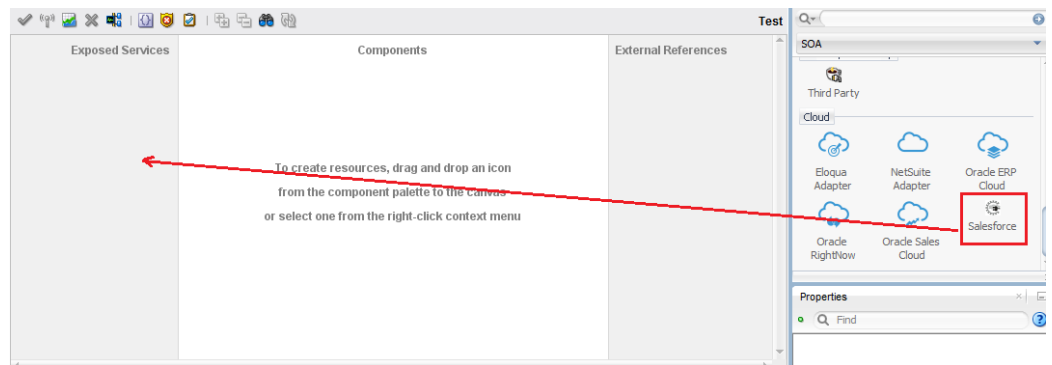 Test
Exposed Services
Components
External References
To create resources, drag and drop an icon
from the component palette to the canvas
or select one from the right-click context menu
SOA
Third Party
Cloud
Eloqua
Adapter
NetSuite
Adapter
Oracle ERP
Cloud
Oracle
RightNow
Oracle Sales
Cloud
Salesforce
Properties
Find